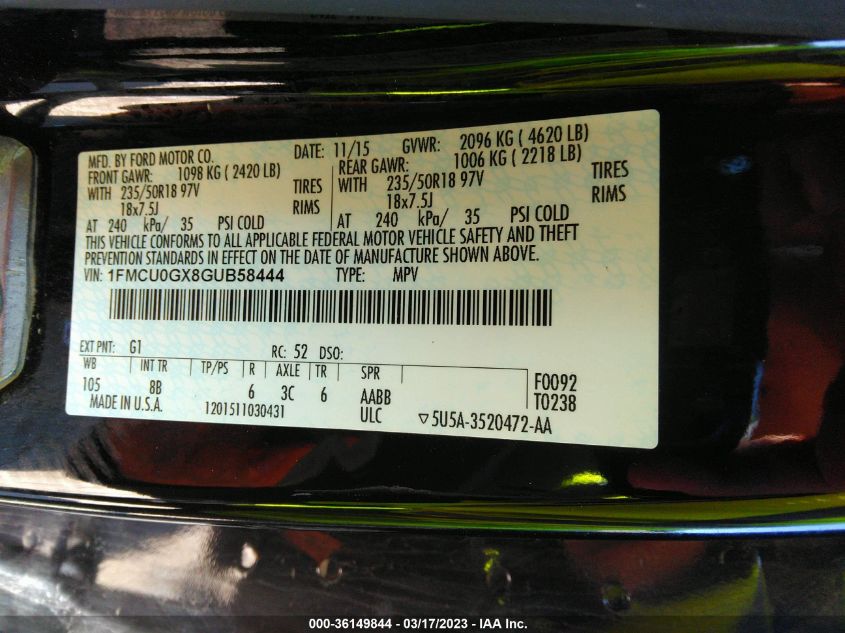 MFD. BY FORD MOTOR CO. DATE: 11/15 GVWR: 2096 KG ( 4620 LB)
FRONT GAWR: 1098 KG ( 2420 LB) REAR GAWR: 1006 KG ( 2218 LB)
WITH 235/50R18 97V TIRES WITH 235/50R18 97V TIRES
18x7.5J RIMS 18x7.5J RIMS
AT 240 kPa/ 35 PSI COLD AT 240 kPa/ 35 PSI COLD
THIS VEHICLE CONFORMS TO ALL APPLICABLE FEDERAL MOTOR VEHICLE SAFETY AND THEFT
PREVENTION STANDARDS IN EFFECT ON THE DATE OF MANUFACTURE SHOWN ABOVE.
VIN: 1FMCU0GX8GUB58444 TYPE: MPV
EXT PNT: G1 RC: 52 DSO:
WB INT TR TP/PS R AXLE TR SPR
105 8B 6 3C 6 AABB F0092
MADE IN U.S.A. 1201511030431 ULC T0238
▽5U5A-3520472-AA
000-36149844 - 03/17/2023 - IAA Inc.